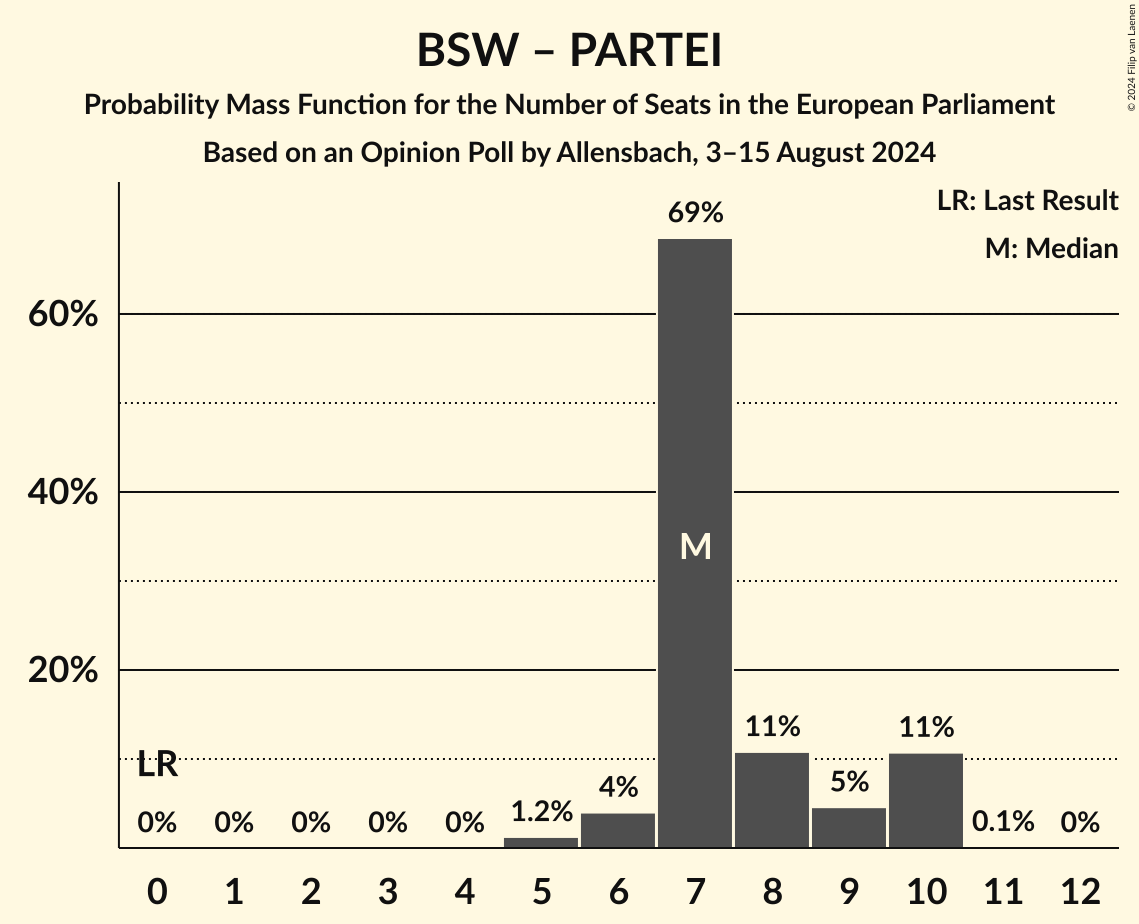 BSW – PARTEI
Probability Mass Function for the Number of Seats in the European Parliament
Based on an Opinion Poll by Allensbach, 3–15 August 2024
© 2024 Filip van Laenen
LR: Last Result
M: Median
60%
40%
20%
69%
M
LR
0%
0%
0%
0%
0%
1.2%
4%
11%
5%
11%
0.1%
0%
0 1 2 3 4 5 6 7 8 9 10 11 12